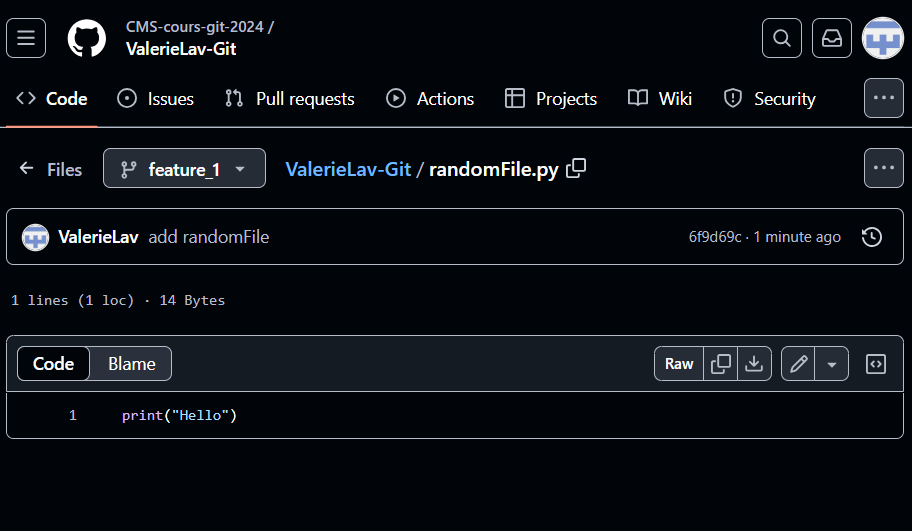 CMS-cours-git-2024 /
ValerieLav-Git
Code Issues Pull requests Actions Projects Wiki Security
Files feature_1 ValerieLav-Git / randomFile.py
ValerieLav add randomFile 6f9d69c · 1 minute ago
1 lines (1 loc) · 14 Bytes
Code Blame Raw
1 print("Hello")